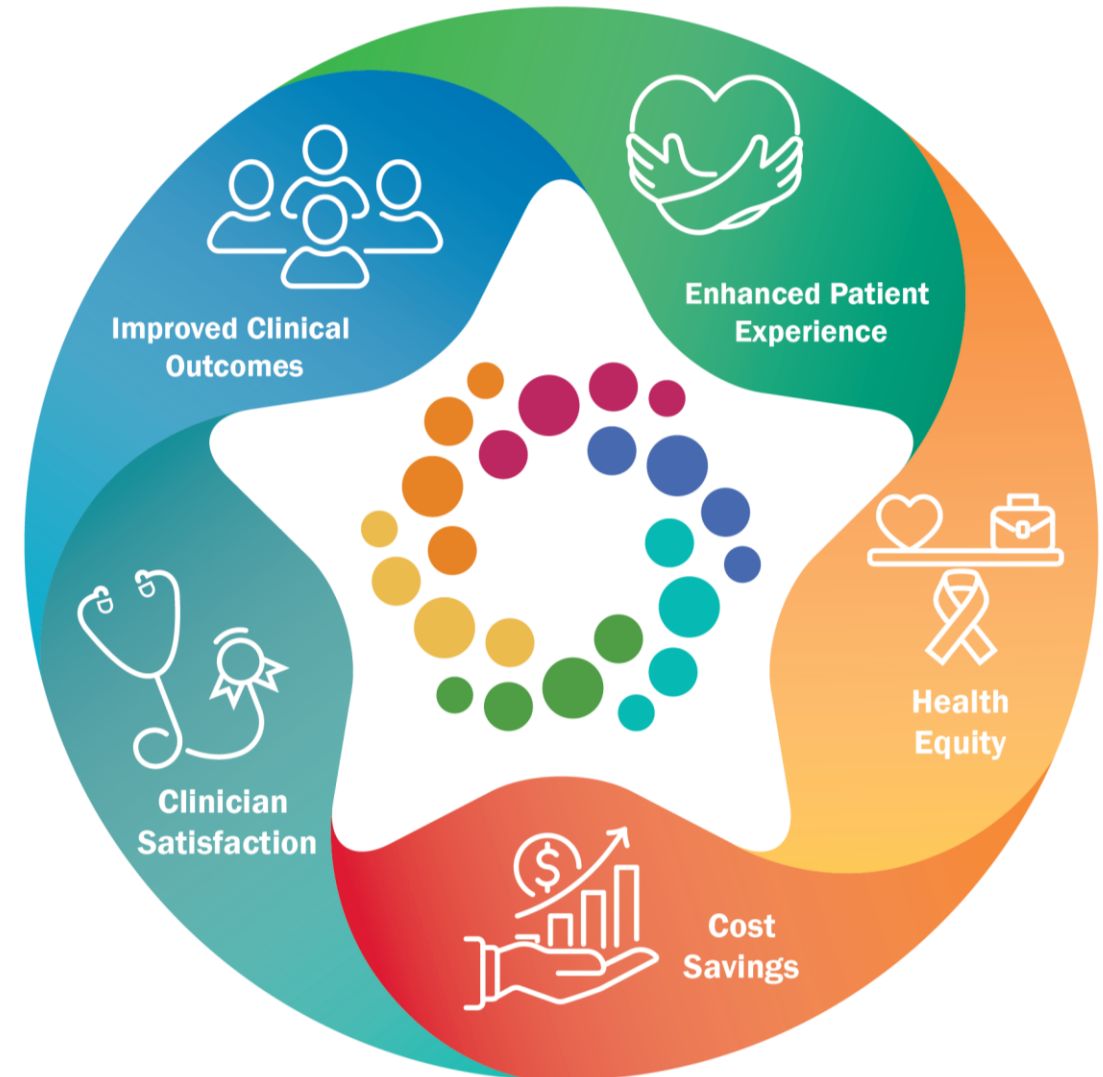 Improved Clinical
Outcomes
Enhanced Patient
Experience
Health
Equity
$
Cost
Savings
Clinician
Satisfaction